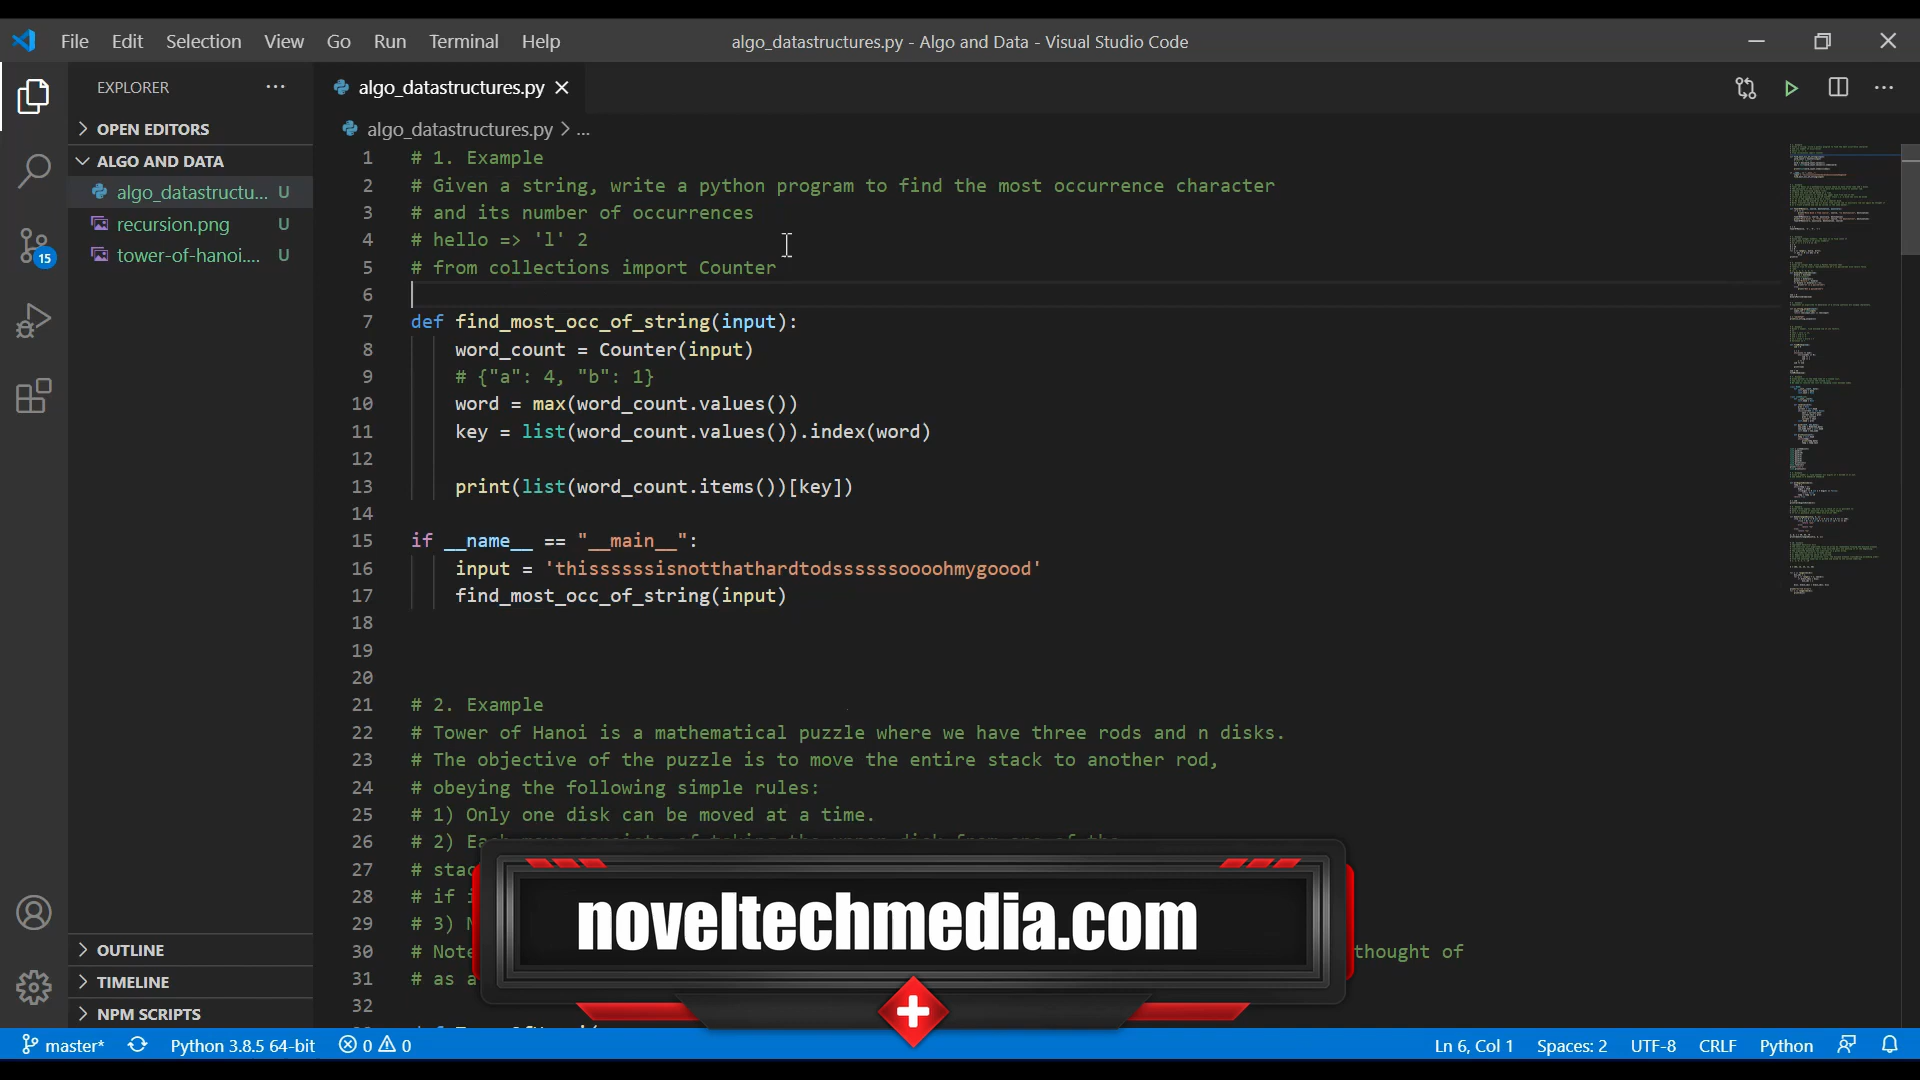 File Edit Selection View Go Run Terminal Help
algo_datastructures.py - Algo and Data - Visual Studio Code
EXPLORER
OPEN EDITORS
ALGO AND DATA
algo_datastructu... U
recursion.png U
tower-of-hanoi.... U
OUTLINE
TIMELINE
NPM SCRIPTS
15
algo_datastructures.py
algo_datastructures.py > ...
1 # 1. Example
2 # Given a string, write a python program to find the most occurrence character
3 # and its number of occurrences
4 # hello => 'l' 2
5 # from collections import Counter
6
7 def find_most_occ_of_string(input):
8 word_count = Counter(input)
9 # {"a": 4, "b": 1}
10 word = max(word_count.values())
11 key = list(word_count.values()).index(word)
12
13 print(list(word_count.items())[key])
14
15 if __name__ == "__main__":
16 input = 'thissssssisnotthathardtodssssssoooohmygoood'
17 find_most_occ_of_string(input)
18
19
20
21 # 2. Example
22 # Tower of Hanoi is a mathematical puzzle where we have three rods and n disks.
23 # The objective of the puzzle is to move the entire stack to another rod,
24 # obeying the following simple rules:
25 # 1) Only one disk can be moved at a time.
26 # 2)
27 # stac
28 # if
29 # 3)
30 # Note thought of
31 # as a
32
noveltechmedia.com
master* Python 3.8.5 64-bit 0 0
Ln 6, Col 1 Spaces: 2 UTF-8 CRLF Python